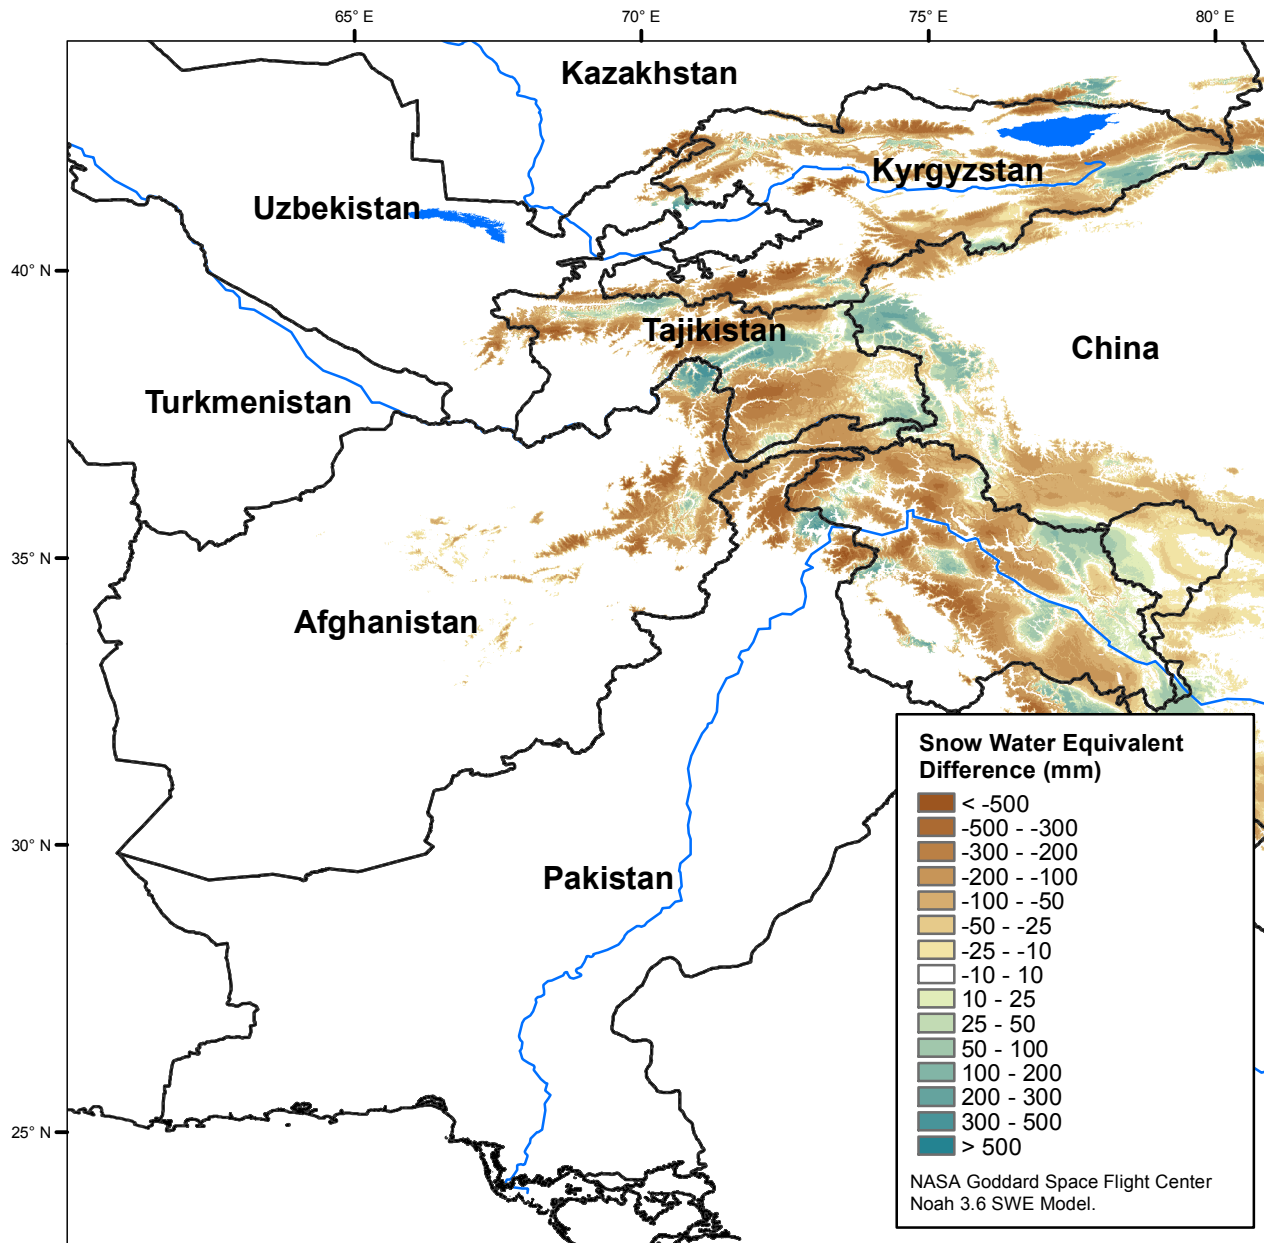 65° E
70° E
75° E
80° E
Kazakhstan
Kyrgyzstan
Uzbekistan
40° N
Tajikistan
China
Turkmenistan
35° N
Afghanistan
30° N
Pakistan
25° N
Snow Water Equivalent
Difference (mm)
< -500
-500 - -300
-300 - -200
-200 - -100
-100 - -50
-50 - -25
-25 - -10
-10 - 10
10 - 25
25 - 50
50 - 100
100 - 200
200 - 300
300 - 500
> 500
NASA Goddard Space Flight Center
Noah 3.6 SWE Model.